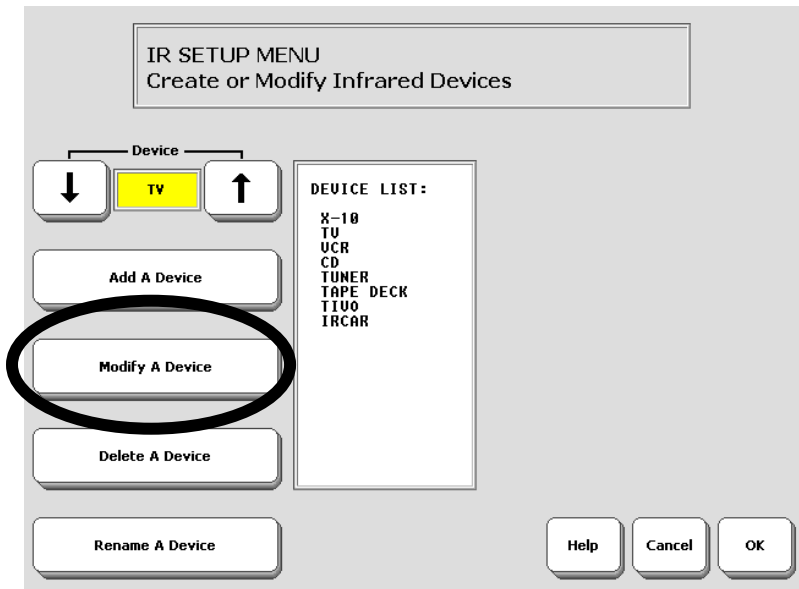 IR SETUP MENU
Create or Modify Infrared Devices
Device
TV
DEVICE LIST:
X-10
TV
VCR
CD
TUNER
TAPE DECK
TIVO
IRCAR
Add A Device
Modify A Device
Delete A Device
Rename A Device
Help
Cancel
OK